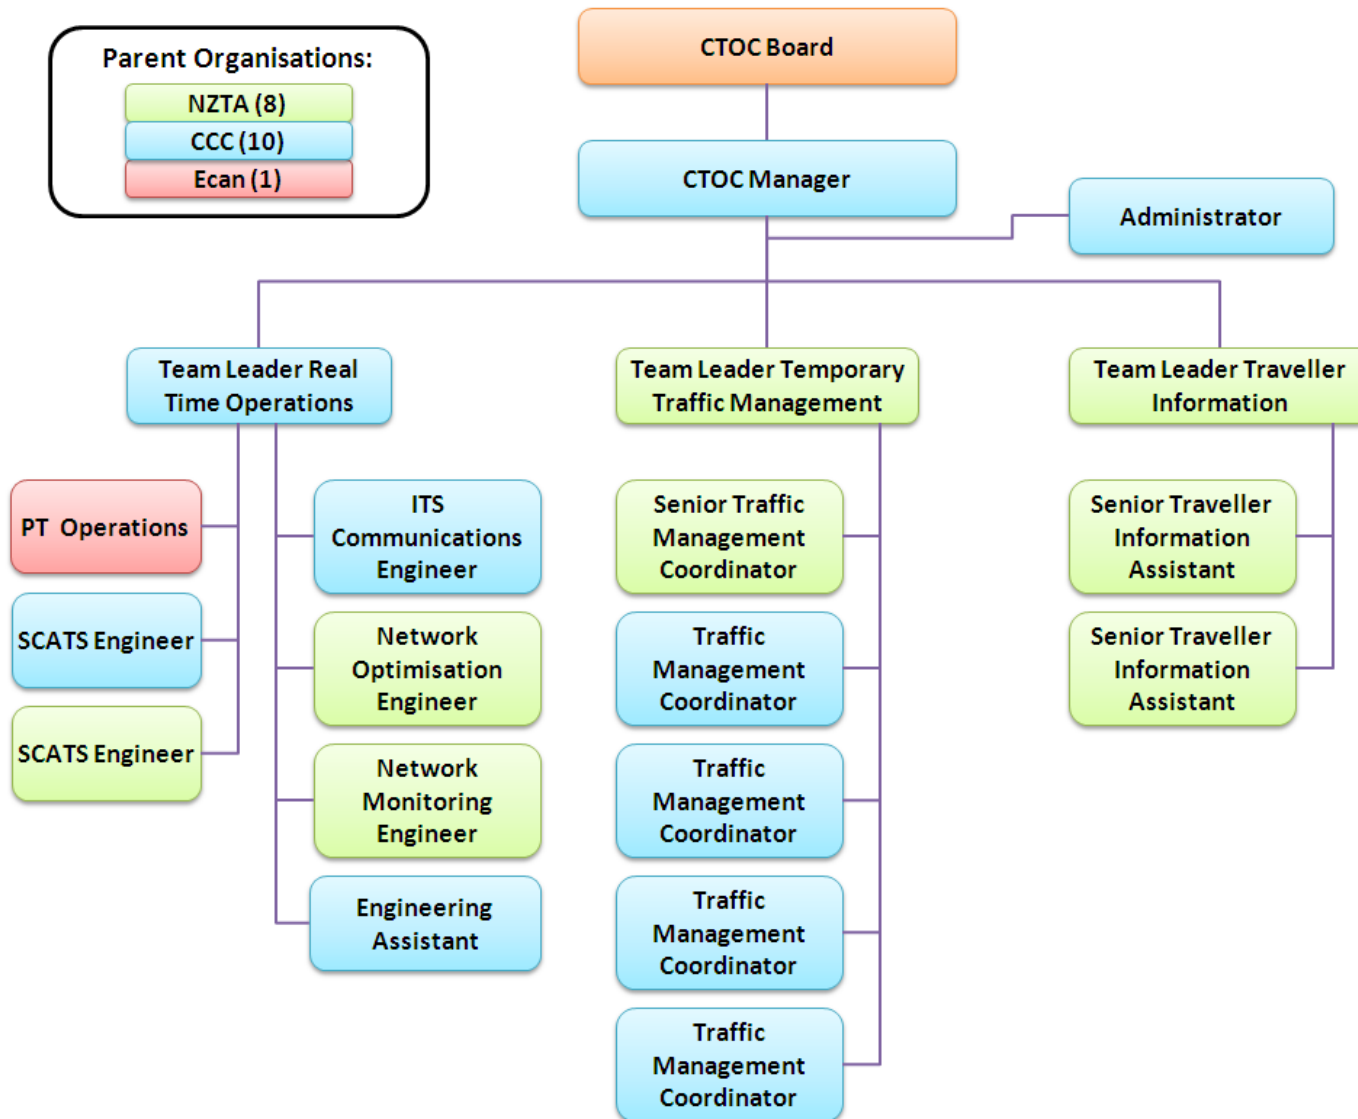 Parent Organisations:
NZTA (8)
CCC (10)
Ecan (1)
CTOC Board
CTOC Manager
Administrator
Team Leader Real
Time Operations
Team Leader Temporary
Traffic Management
Team Leader Traveller
Information
PT  Operations
SCATS Engineer
SCATS Engineer
ITS
Communications
Engineer
Network
Optimisation
Engineer
Network
Monitoring
Engineer
Engineering
Assistant
Senior Traffic
Management
Coordinator
Traffic
Management
Coordinator
Traffic
Management
Coordinator
Traffic
Management
Coordinator
Traffic
Management
Coordinator
Senior Traveller
Information
Assistant
Senior Traveller
Information
Assistant